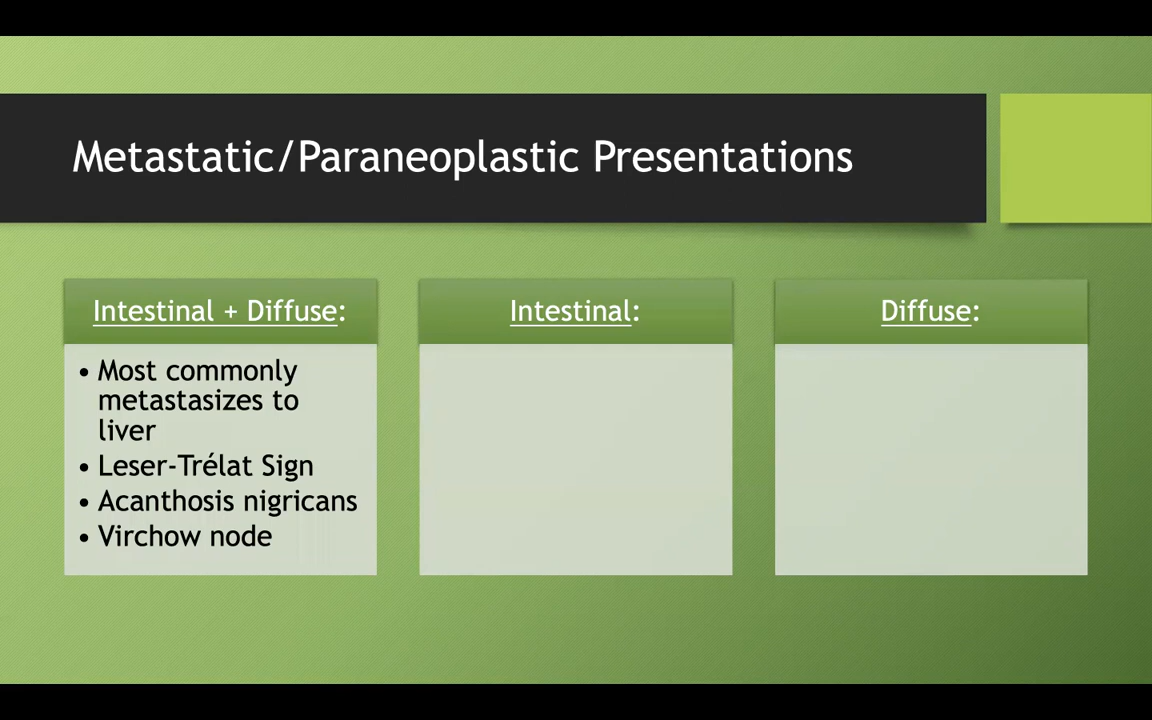 Metastatic/Paraneoplastic Presentations
Intestinal + Diffuse:
• Most commonly
metastasizes to
liver
• Leser-Trélat Sign
• Acanthosis nigricans
• Virchow node
Intestinal:
Diffuse: